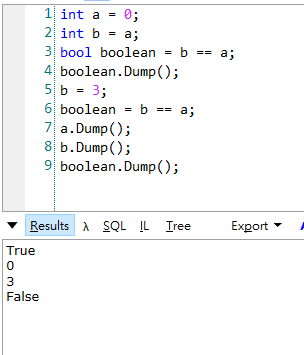 1 int a = 0;
2 int b = a;
3 bool boolean = b == a;
4 boolean.Dump();
5 b = 3;
6 boolean = b == a;
7 a.Dump();
8 b.Dump();
9 boolean.Dump();
▼ Results λ SQL IL Tree Export ▼
True
0
3
False